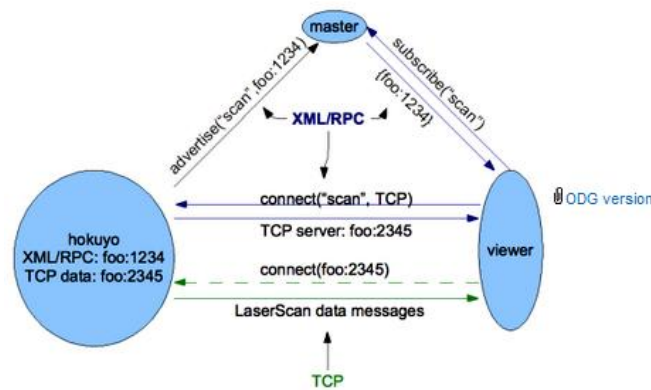 master
advertise("scan",foo:1234)
subscribe("scan")
{foo:1234}
XML/RPC
connect("scan", TCP)
TCP server: foo:2345
hokuyo
XML/RPC: foo:1234
TCP data: foo:2345
viewer
ODG version
connect(foo:2345)
LaserScan data messages
TCP